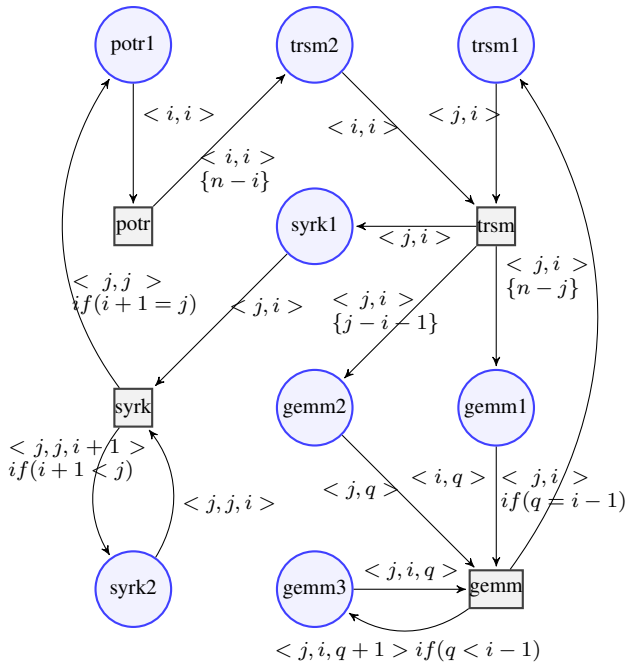 potr1
trsm2
trsm1
< i, i >
< i, i >
< j, i >
< i, i >
{n − i}
potr
syrk1
trsm
< j, i >
< j, j >
if(i + 1 = j)
< j, i >
< j, i >
{j − i − 1}
< j, i >
{n − j}
syrk
gemm2
gemm1
< j, j, i + 1 >
if(i + 1 < j)
< j, j, i >
< j, q >
< i, q >
< j, i >
if(q = i − 1)
syrk2
gemm3
< j, i, q >
gemm
< j, i, q + 1 > if(q < i − 1)